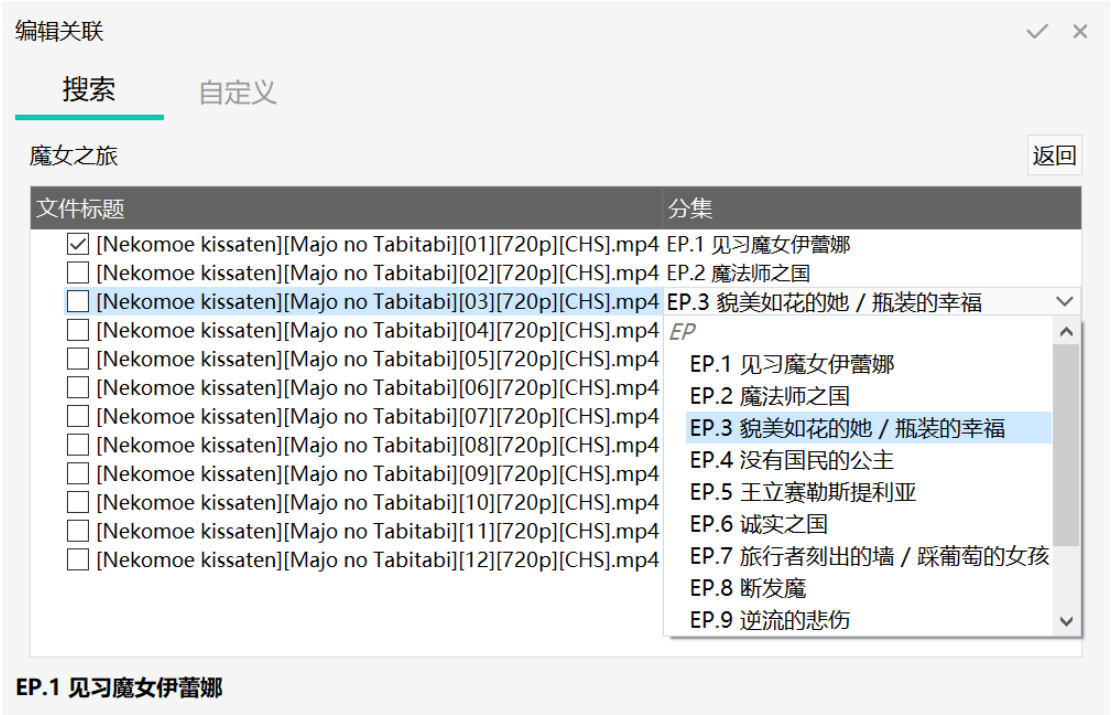 编辑关联
搜索 自定义
魔女之旅 返回
文件标题 分集
[Nekomoe kissaten][Majo no Tabitabi][01][720p][CHS].mp4 EP.1 见习魔女伊蕾娜
[Nekomoe kissaten][Majo no Tabitabi][02][720p][CHS].mp4 EP.2 魔法师之国
[Nekomoe kissaten][Majo no Tabitabi][03][720p][CHS].mp4 EP.3 貌美如花的她 / 瓶装的幸福
[Nekomoe kissaten][Majo no Tabitabi][04][720p][CHS].mp4 EP
[Nekomoe kissaten][Majo no Tabitabi][05][720p][CHS].mp4 EP.1 见习魔女伊蕾娜
[Nekomoe kissaten][Majo no Tabitabi][06][720p][CHS].mp4 EP.2 魔法师之国
[Nekomoe kissaten][Majo no Tabitabi][07][720p][CHS].mp4 EP.3 貌美如花的她 / 瓶装的幸福
[Nekomoe kissaten][Majo no Tabitabi][08][720p][CHS].mp4 EP.4 没有国民的公主
[Nekomoe kissaten][Majo no Tabitabi][09][720p][CHS].mp4 EP.5 王立赛勒斯提利亚
[Nekomoe kissaten][Majo no Tabitabi][10][720p][CHS].mp4 EP.6 诚实之国
[Nekomoe kissaten][Majo no Tabitabi][11][720p][CHS].mp4 EP.7 旅行者刻出的墙 / 踩葡萄的女孩
[Nekomoe kissaten][Majo no Tabitabi][12][720p][CHS].mp4 EP.8 断发魔
EP.9 逆流的悲伤
EP.1 见习魔女伊蕾娜